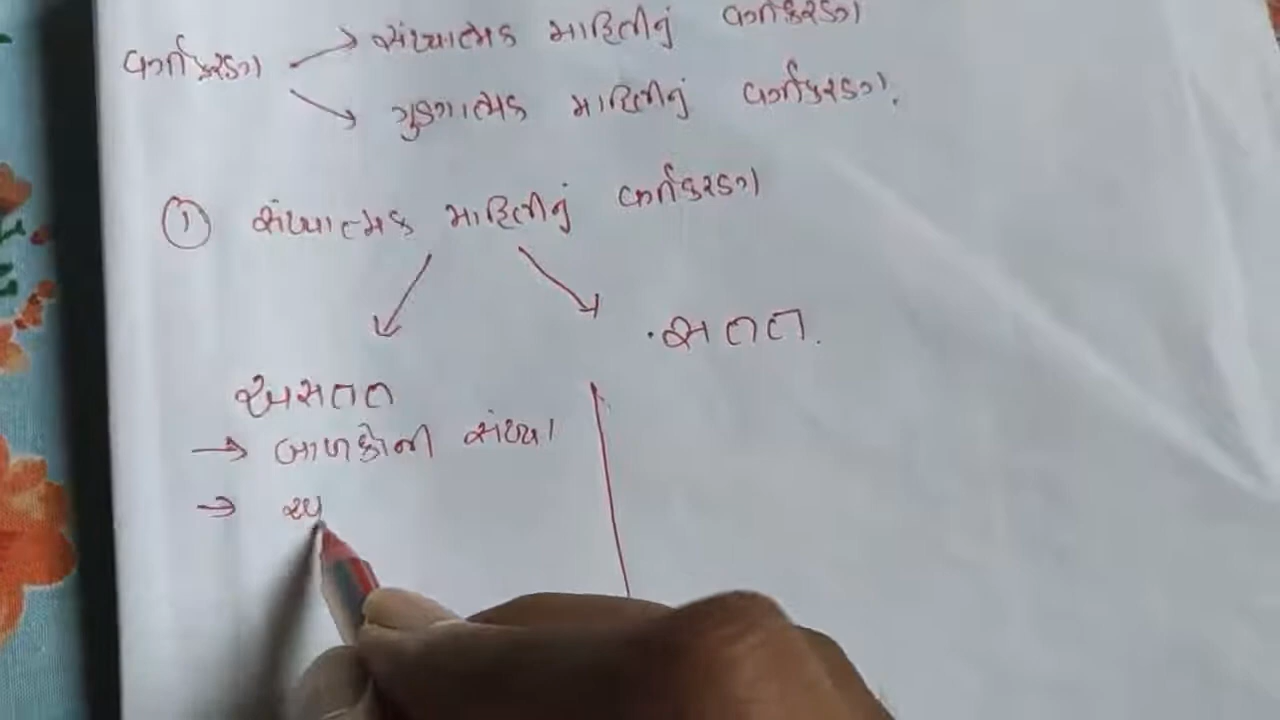 સંખ્યાત્મક માહિતીનું વર્ગીકરણ
વર્ગીકરણ
ગુણાત્મક માહિતીનું વર્ગીકરણ.
① સંખ્યાત્મક માહિતીનું વર્ગીકરણ
સતત.
અસતત
→ બાળકોની સંખ્યા
→